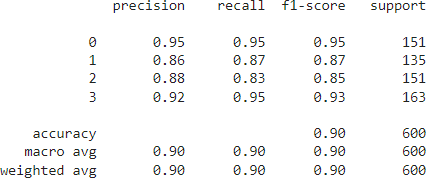 precision recall f1-score support
0 0.95 0.95 0.95 151
1 0.86 0.87 0.87 135
2 0.88 0.83 0.85 151
3 0.92 0.95 0.93 163
accuracy 0.90 600
macro avg 0.90 0.90 0.90 600
weighted avg 0.90 0.90 0.90 600